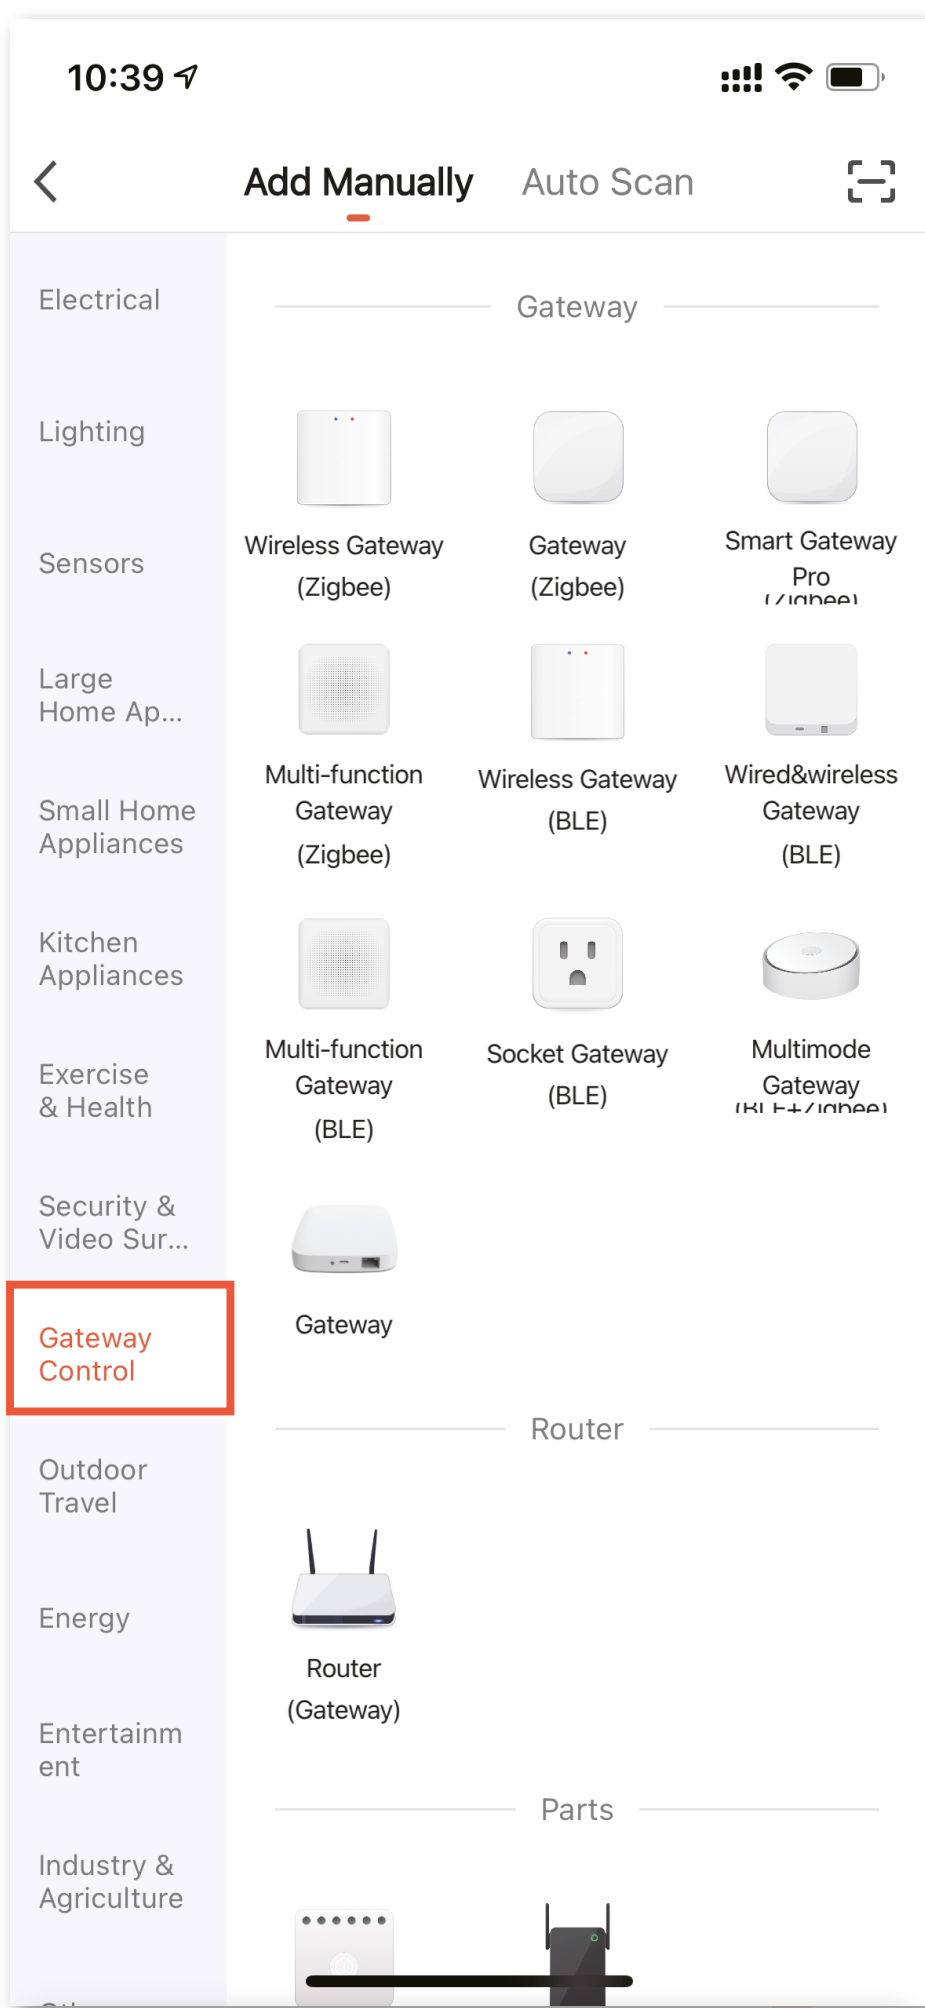 10:39
Add Manually
Auto Scan
Electrical
Lighting
Sensors
Large
Home Ap...
Small Home
Appliances
Kitchen
Appliances
Exercise
& Health
Security &
Video Sur...
Gateway
Control
Outdoor
Travel
Energy
Entertainm
ent
Industry &
Agriculture
Gateway
Wireless Gateway
(Zigbee)
Gateway
(Zigbee)
Smart Gateway
Pro
(Zigbee)
Multi-function
Gateway
(Zigbee)
Wireless Gateway
(BLE)
Wired&wireless
Gateway
(BLE)
Multi-function
Gateway
(BLE)
Socket Gateway
(BLE)
Multimode
Gateway
(BLE+Zigbee)
Gateway
Router
Router
(Gateway)
Parts